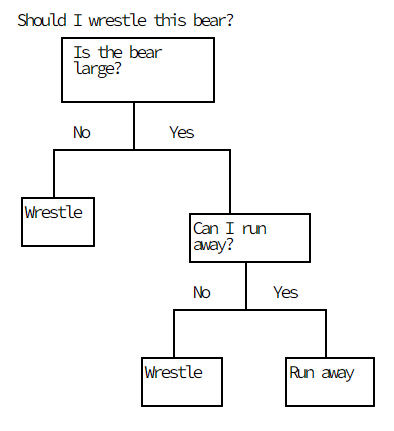 Should I wrestle this bear?
Is the bear
large?
No
Yes
Wrestle
Can I run
away?
No
Yes
Wrestle
Run away